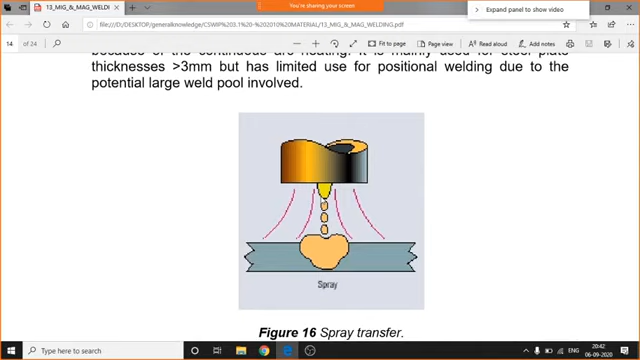 You're sharing your screen
Expand panel to show video
13_MIG_&_MAG_WELDING.pdf
file:///D:/DESKTOP/generalknowledge/CSWIP%203.1%20-%202010%20MATERIAL/13_MIG_&_MAG_WELDING.pdf
14 of 24
Fit to page
Page view
Read aloud
Add notes
because of the continuous arc heating. It is mainly used for steel plate
thicknesses >3mm but has limited use for positional welding due to the
potential large weld pool involved.
Spray
Figure 16 Spray transfer.
Type here to search
ENG
20:42
06-09-2020